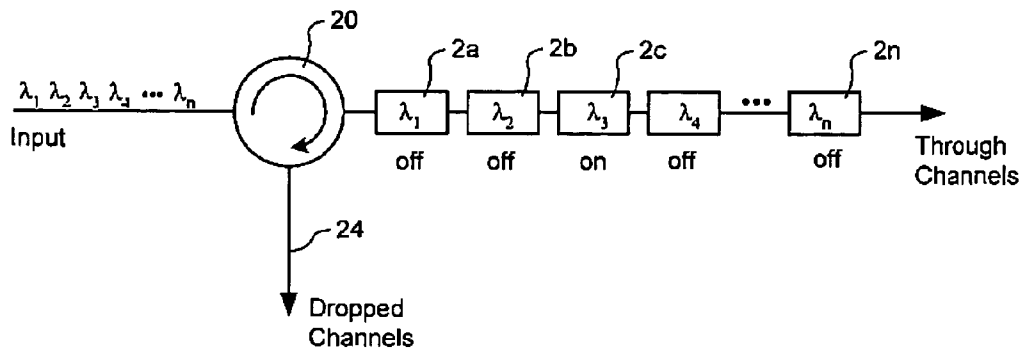 20
2a
2b
2c
2n
λ1 λ2 λ3 λ4 ••• λn
Input
λ1
λ2
λ3
λ4
•••
λn
off
off
on
off
off
Through
Channels
24
Dropped
Channels